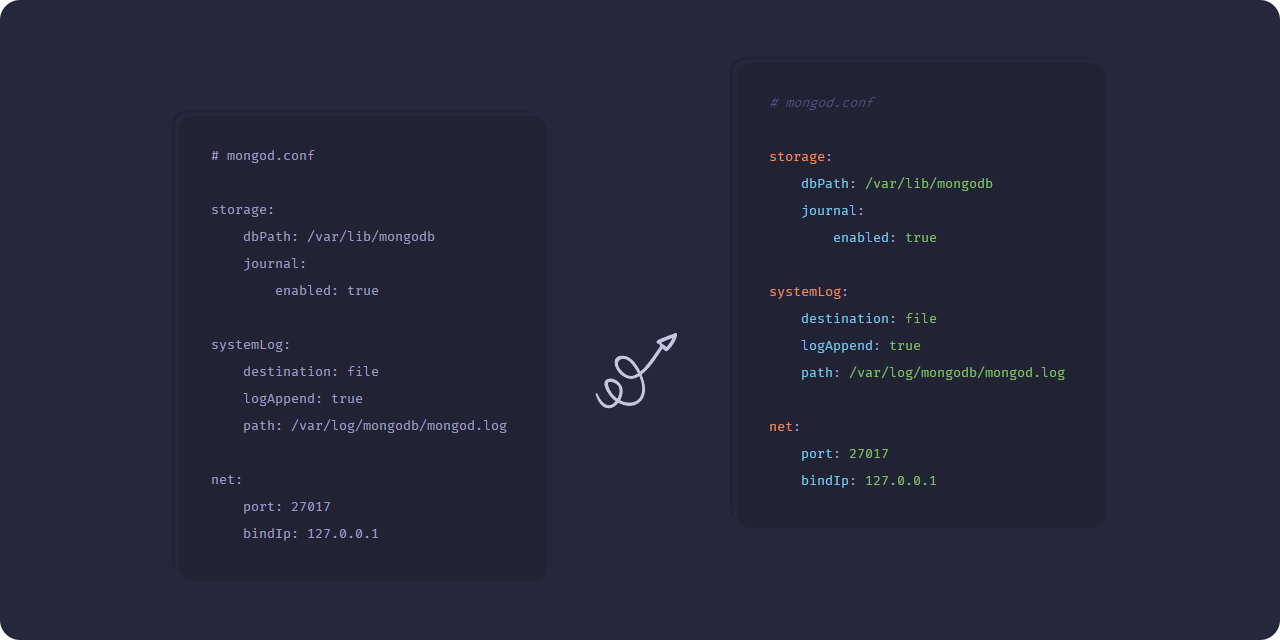 # mongod.conf
storage:
    dbPath: /var/lib/mongodb
    journal:
        enabled: true
systemLog:
    destination: file
    logAppend: true
    path: /var/log/mongodb/mongod.log
net:
    port: 27017
    bindIp: 127.0.0.1
# mongod.conf
storage:
    dbPath: /var/lib/mongodb
    journal:
        enabled: true
systemLog:
    destination: file
    logAppend: true
    path: /var/log/mongodb/mongod.log
net:
    port: 27017
    bindIp: 127.0.0.1